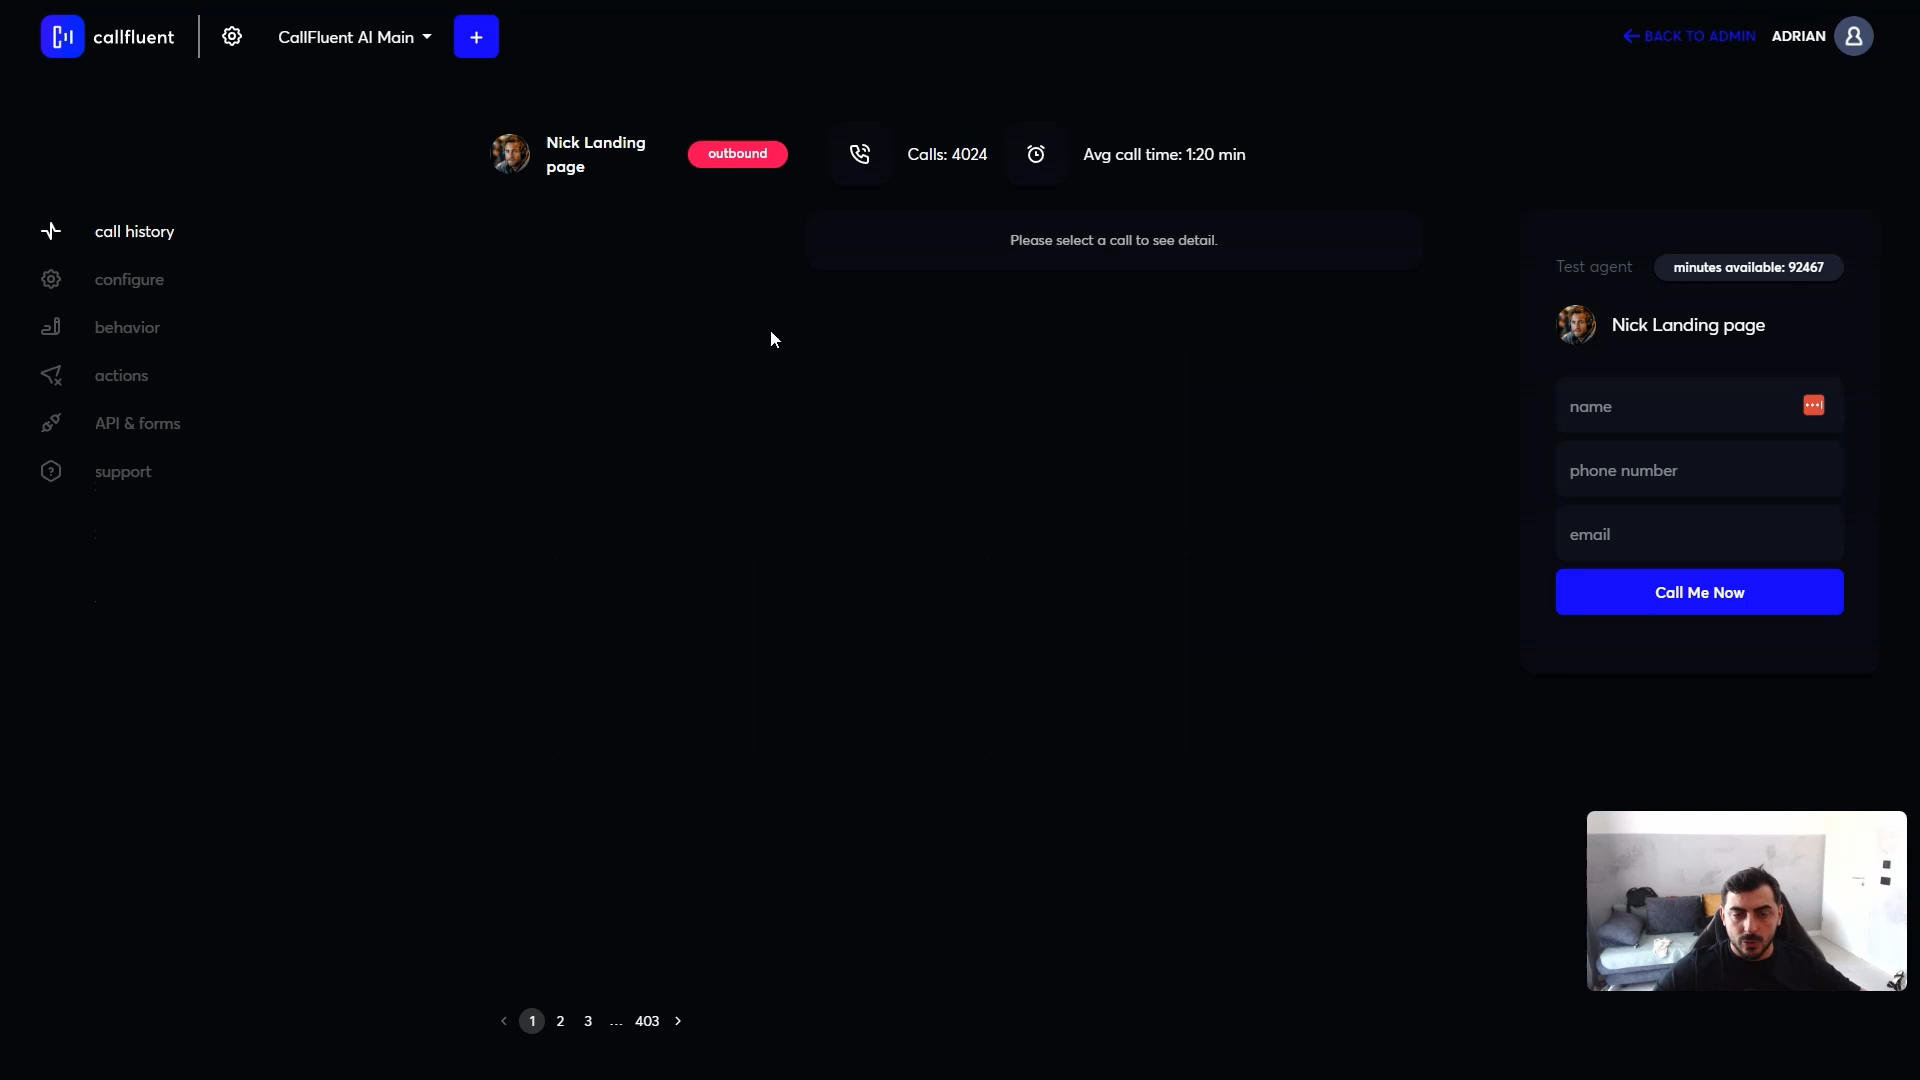 callfluent
CallFluent AI Main
+
BACK TO ADMIN
ADRIAN
Nick Landing
page
outbound
Calls: 4024
Avg call time: 1:20 min
call history
configure
behavior
actions
API & forms
support
Please select a call to see detail.
Test agent
minutes available: 92467
Nick Landing page
name
phone number
email
Call Me Now
1 2 3 ... 403